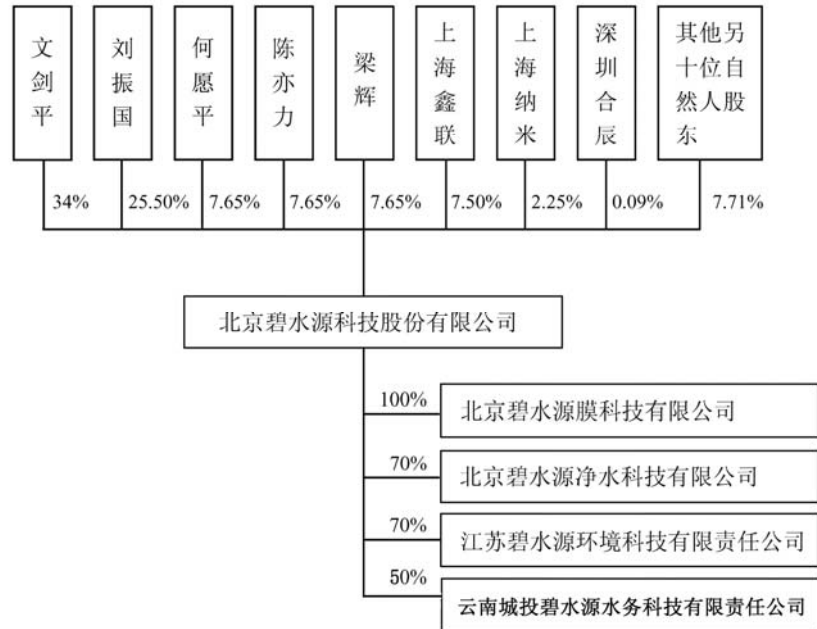 文剑平
刘振国
何愿平
陈亦力
梁辉
上海鑫联
上海纳米
深圳合辰
其他另
十位自
然人股
东
34%
25.50%
7.65%
7.65%
7.65%
7.50%
2.25%
0.09%
7.71%
北京碧水源科技股份有限公司
100%
北京碧水源膜科技有限公司
70%
北京碧水源净水科技有限公司
70%
江苏碧水源环境科技有限责任公司
50%
云南城投碧水源水务科技有限责任公司